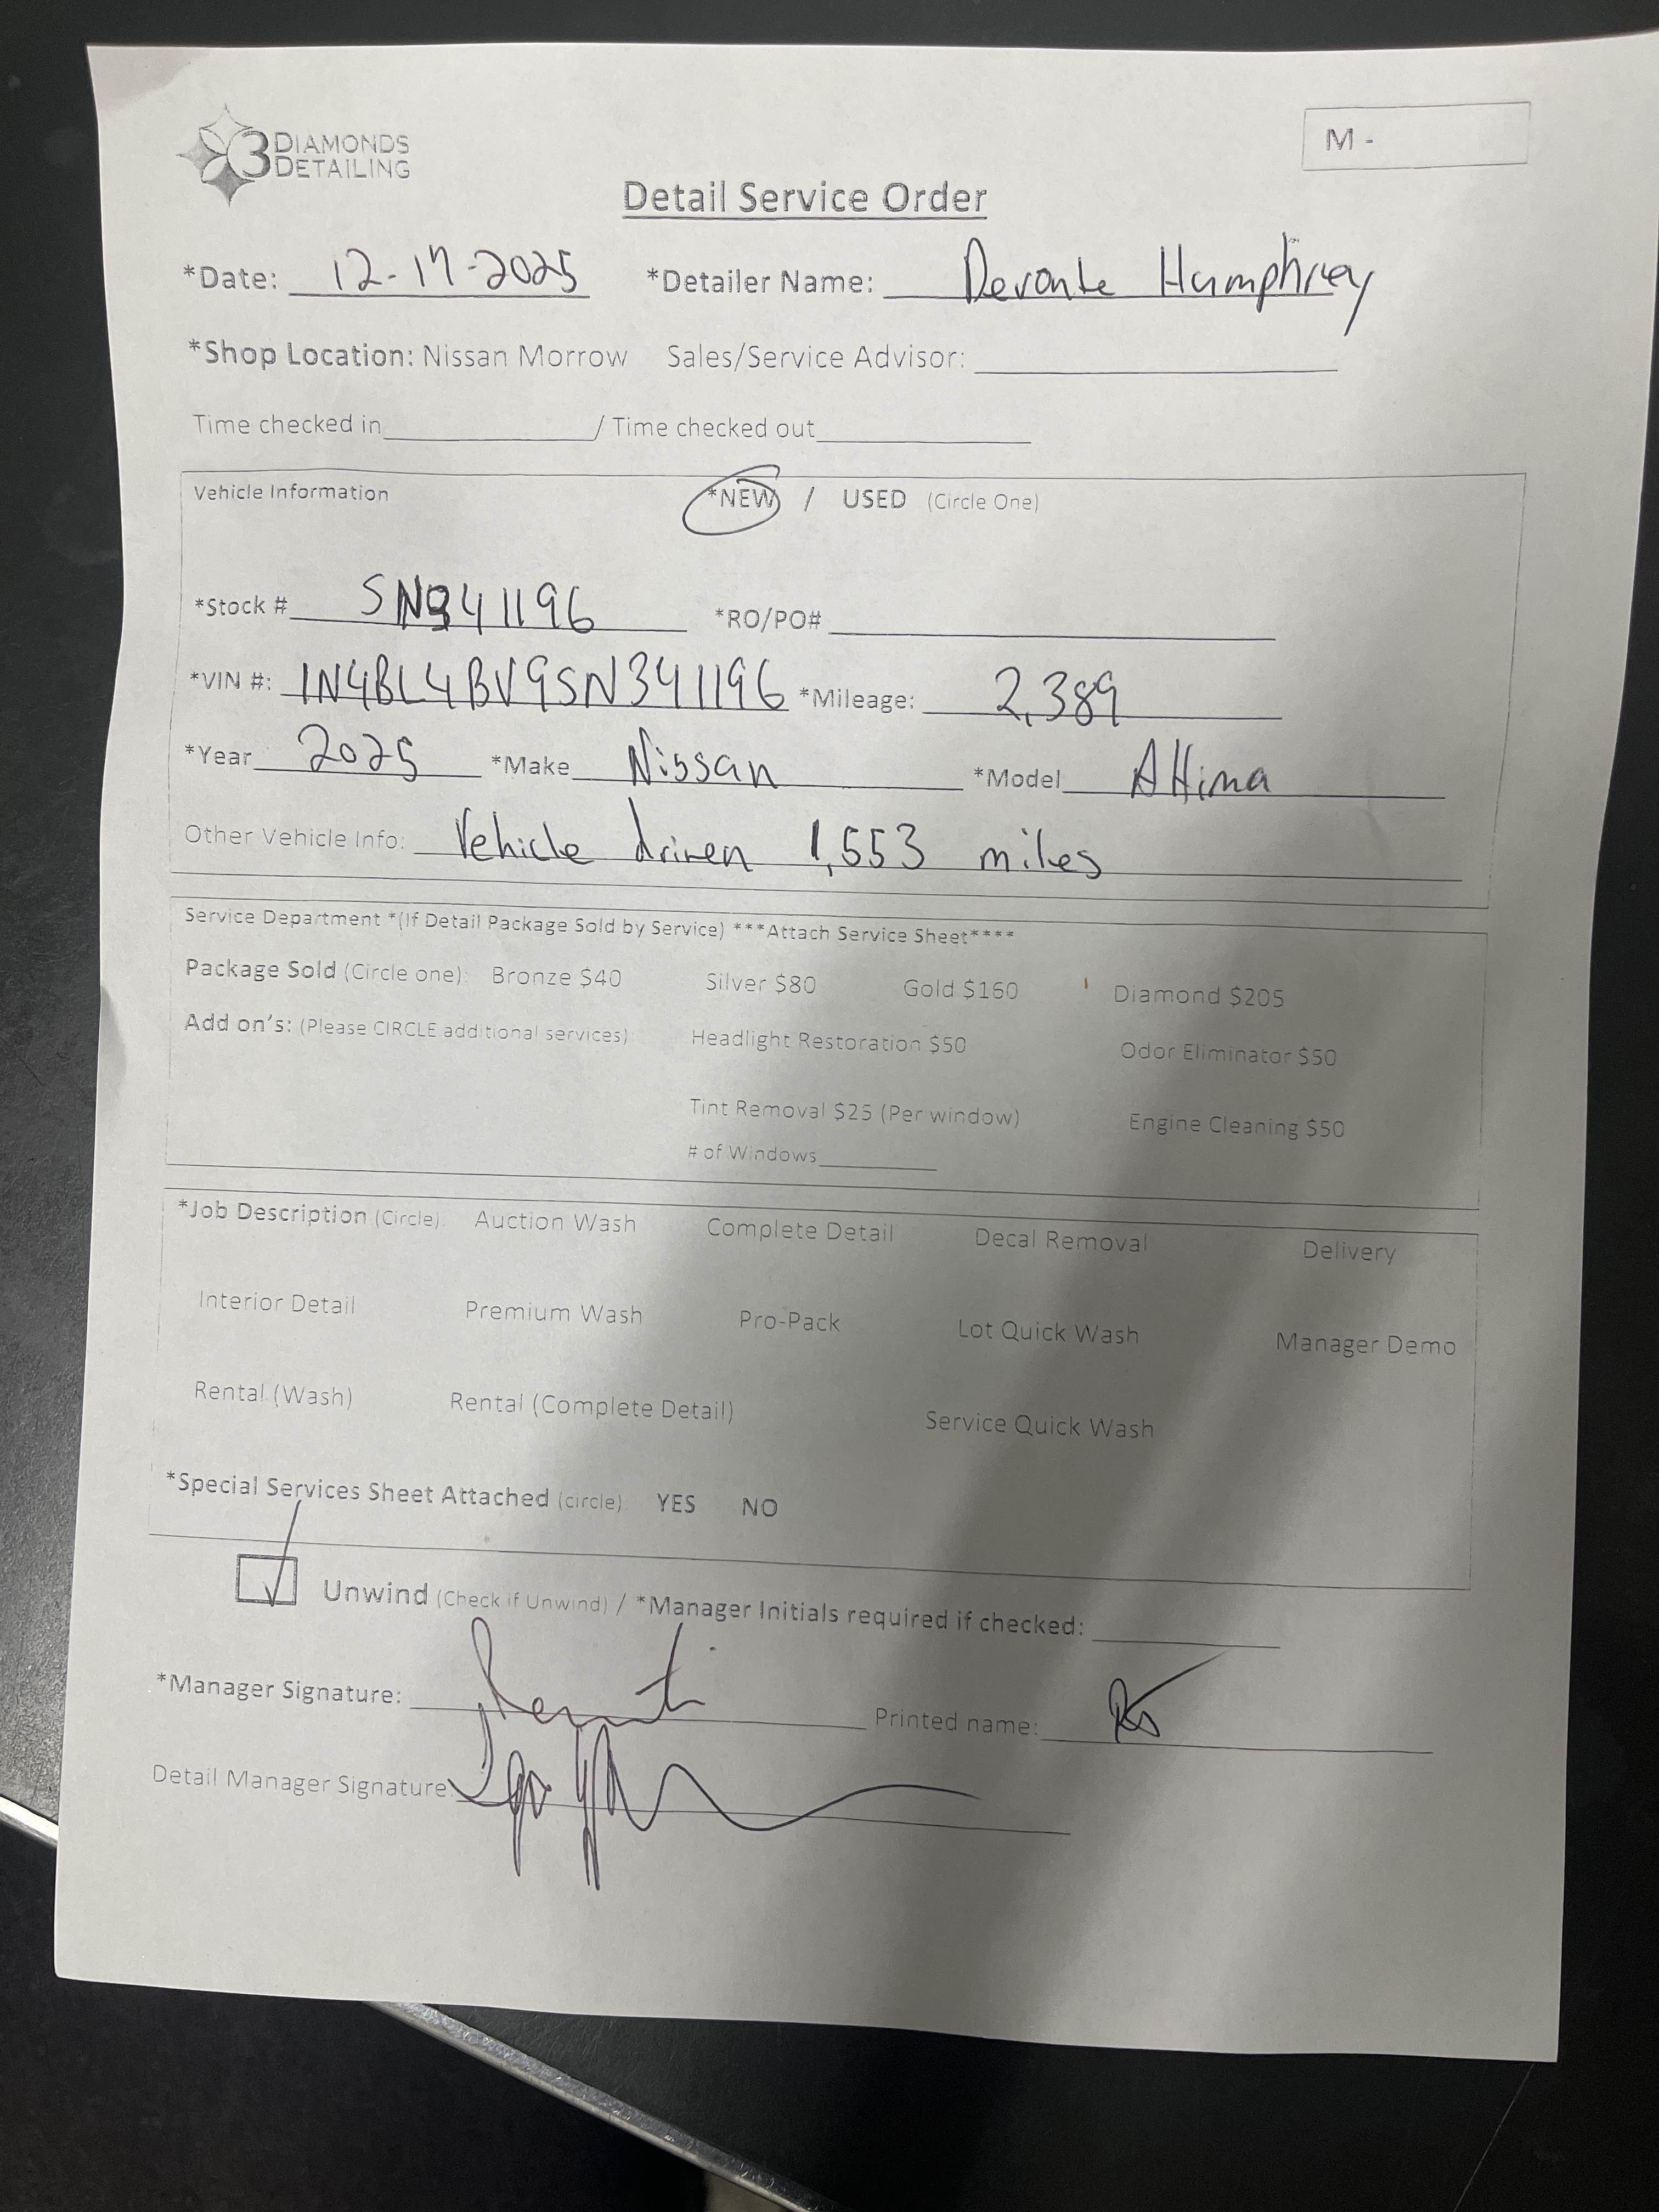 3 DIAMONDS DETAILING
M -
Detail Service Order
*Date: 12-17-2025 *Detailer Name: Devonte Humphrey
*Shop Location: Nissan Morrow Sales/Service Advisor:
Time checked in / Time checked out
Vehicle Information *NEW / USED (Circle One)
*Stock # SN341196 *RO/PO#
*VIN #: 1N4BL4BV9SN341196 *Mileage: 2,389
*Year 2025 *Make Nissan *Model Altima
Other Vehicle Info: Vehicle driven 1,553 miles
Service Department *(If Detail Package Sold by Service) ***Attach Service Sheet****
Package Sold (Circle one): Bronze $40 Silver $80 Gold $160 Diamond $205
Add on's: (Please CIRCLE additional services) Headlight Restoration $50 Odor Eliminator $50
Tint Removal $25 (Per window) Engine Cleaning $50
# of Windows
*Job Description (Circle): Auction Wash Complete Detail Decal Removal Delivery
Interior Detail Premium Wash Pro-Pack Lot Quick Wash Manager Demo
Rental (Wash) Rental (Complete Detail) Service Quick Wash
*Special Services Sheet Attached (circle) YES NO
Unwind (Check if Unwind) / *Manager Initials required if checked:
*Manager Signature: Printed name:
Detail Manager Signature: